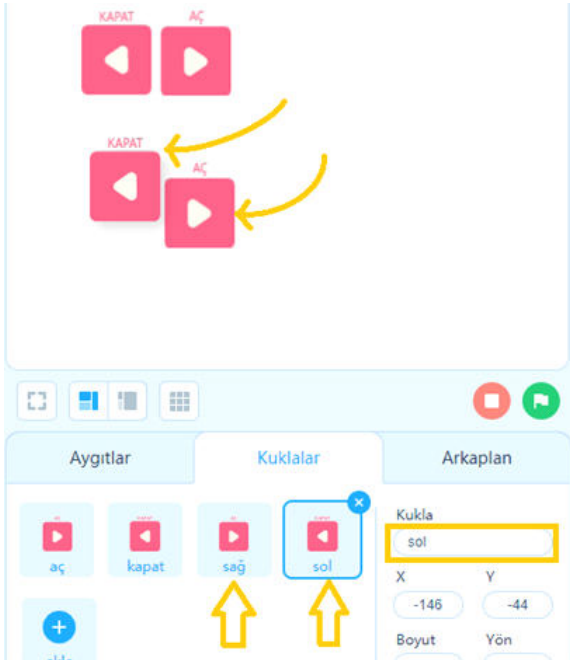 KAPAT AÇ
KAPAT
AÇ
Aygıtlar Kuklalar Arkaplan
Kukla
sol
aç kapat sağ sol
X Y
-146 -44
Boyut Yön